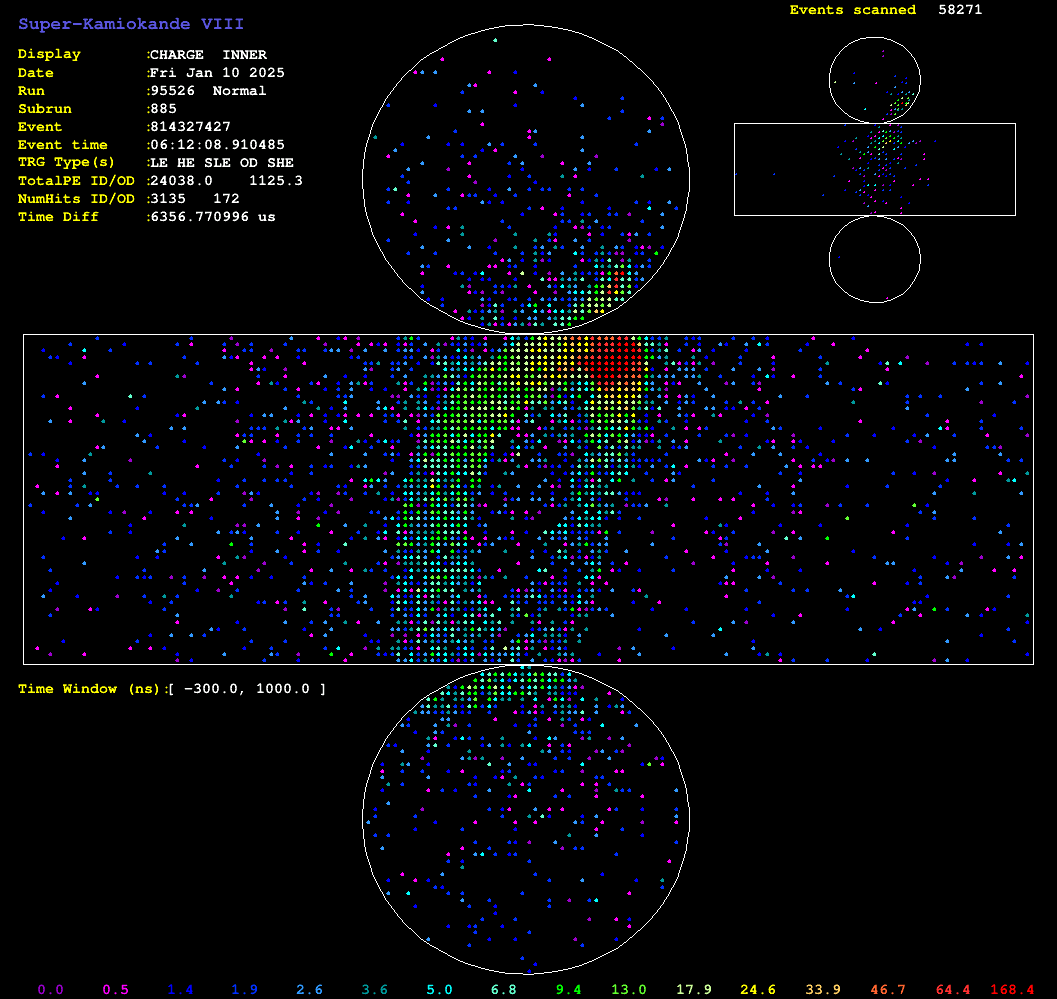 Super-Kamiokande VIII
Events scanned 58271
Display :CHARGE INNER
Date :Fri Jan 10 2025
Run :95526 Normal
Subrun :885
Event :814327427
Event time :06:12:08.910485
TRG Type(s) :LE HE SLE OD SHE
TotalPE ID/OD :24038.0 1125.3
NumHits ID/OD :3135 172
Time Diff :6356.770996 us
Time Window (ns):[ -300.0, 1000.0 ]
0.0 0.5 1.4 1.9 2.6 3.6 5.0 6.8 9.4 13.0 17.9 24.6 33.9 46.7 64.4 168.4